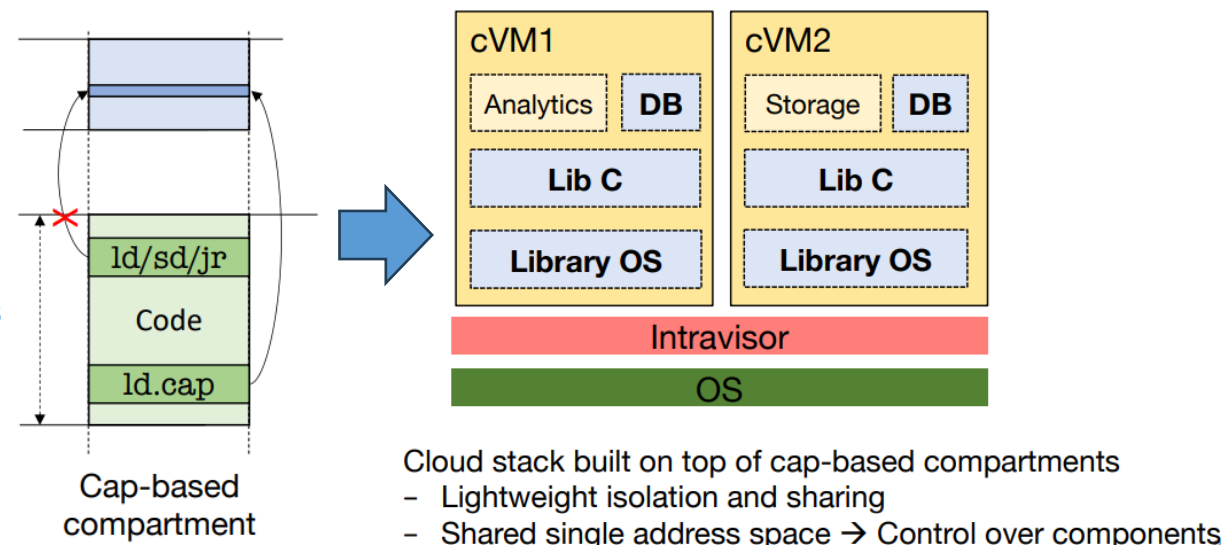 ld/sd/jr
Code
ld.cap
Cap-based
compartment
cVM1
Analytics
DB
Lib C
Library OS
cVM2
Storage
DB
Lib C
Library OS
Intravisor
OS
Cloud stack built on top of cap-based compartments
– Lightweight isolation and sharing
– Shared single address space → Control over components